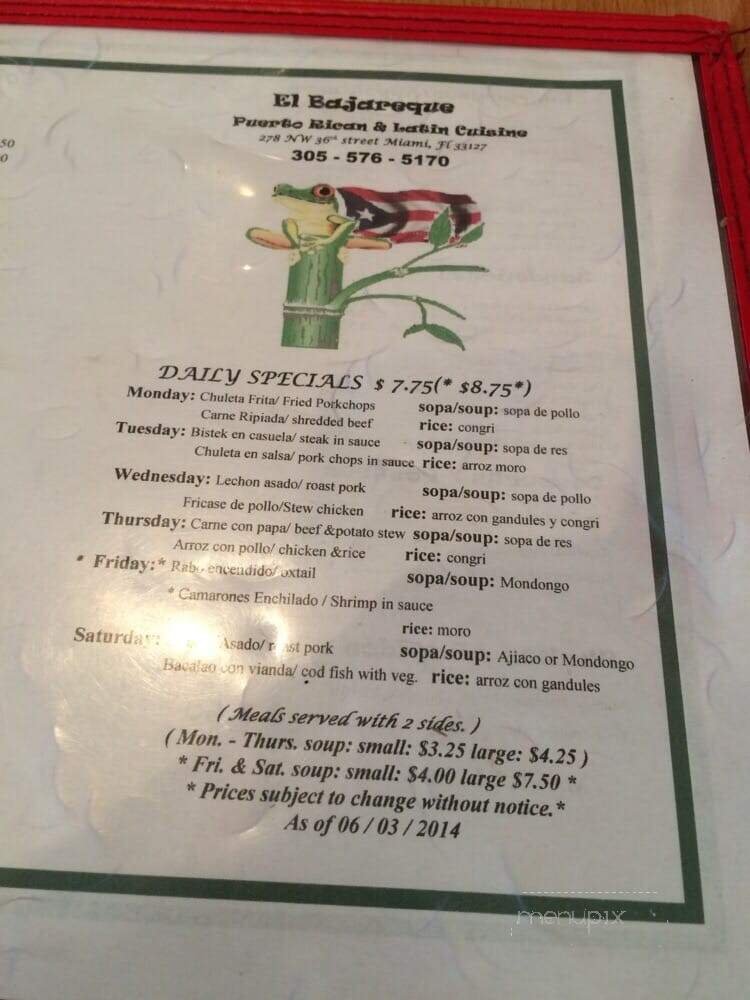 50
0
El Bajareque
Puerto Rican & Latin Cuisine
278 NW 36th street Miami, Fl 33127
305 - 576 - 5170
DAILY SPECIALS $ 7.75(* $8.75*)
Monday: Chuleta Frita/ Fried Porkchops sopa/soup: sopa de pollo
Carne Ripiada/ shredded beef rice: congri
Tuesday: Bistek en casuela/ steak in sauce sopa/soup: sopa de res
Chuleta en salsa/ pork chops in sauce rice: arroz moro
Wednesday: Lechon asado/ roast pork sopa/soup: sopa de pollo
Fricase de pollo/Stew chicken rice: arroz con gandules y congri
Thursday: Carne con papa/ beef &potato stew sopa/soup: sopa de res
Arroz con pollo/ chicken &rice rice: congri
* Friday:* Rabo encendido/ oxtail sopa/soup: Mondongo
* Camarones Enchilado / Shrimp in sauce
rice: moro
Saturday: Asado/ roast pork sopa/soup: Ajiaco or Mondongo
Bacalao con vianda/ cod fish with veg. rice: arroz con gandules
( Meals served with 2 sides. )
( Mon. - Thurs. soup: small: $3.25 large: $4.25 )
* Fri. & Sat. soup: small: $4.00 large $7.50 *
* Prices subject to change without notice.*
As of 06 / 03 / 2014
menupix